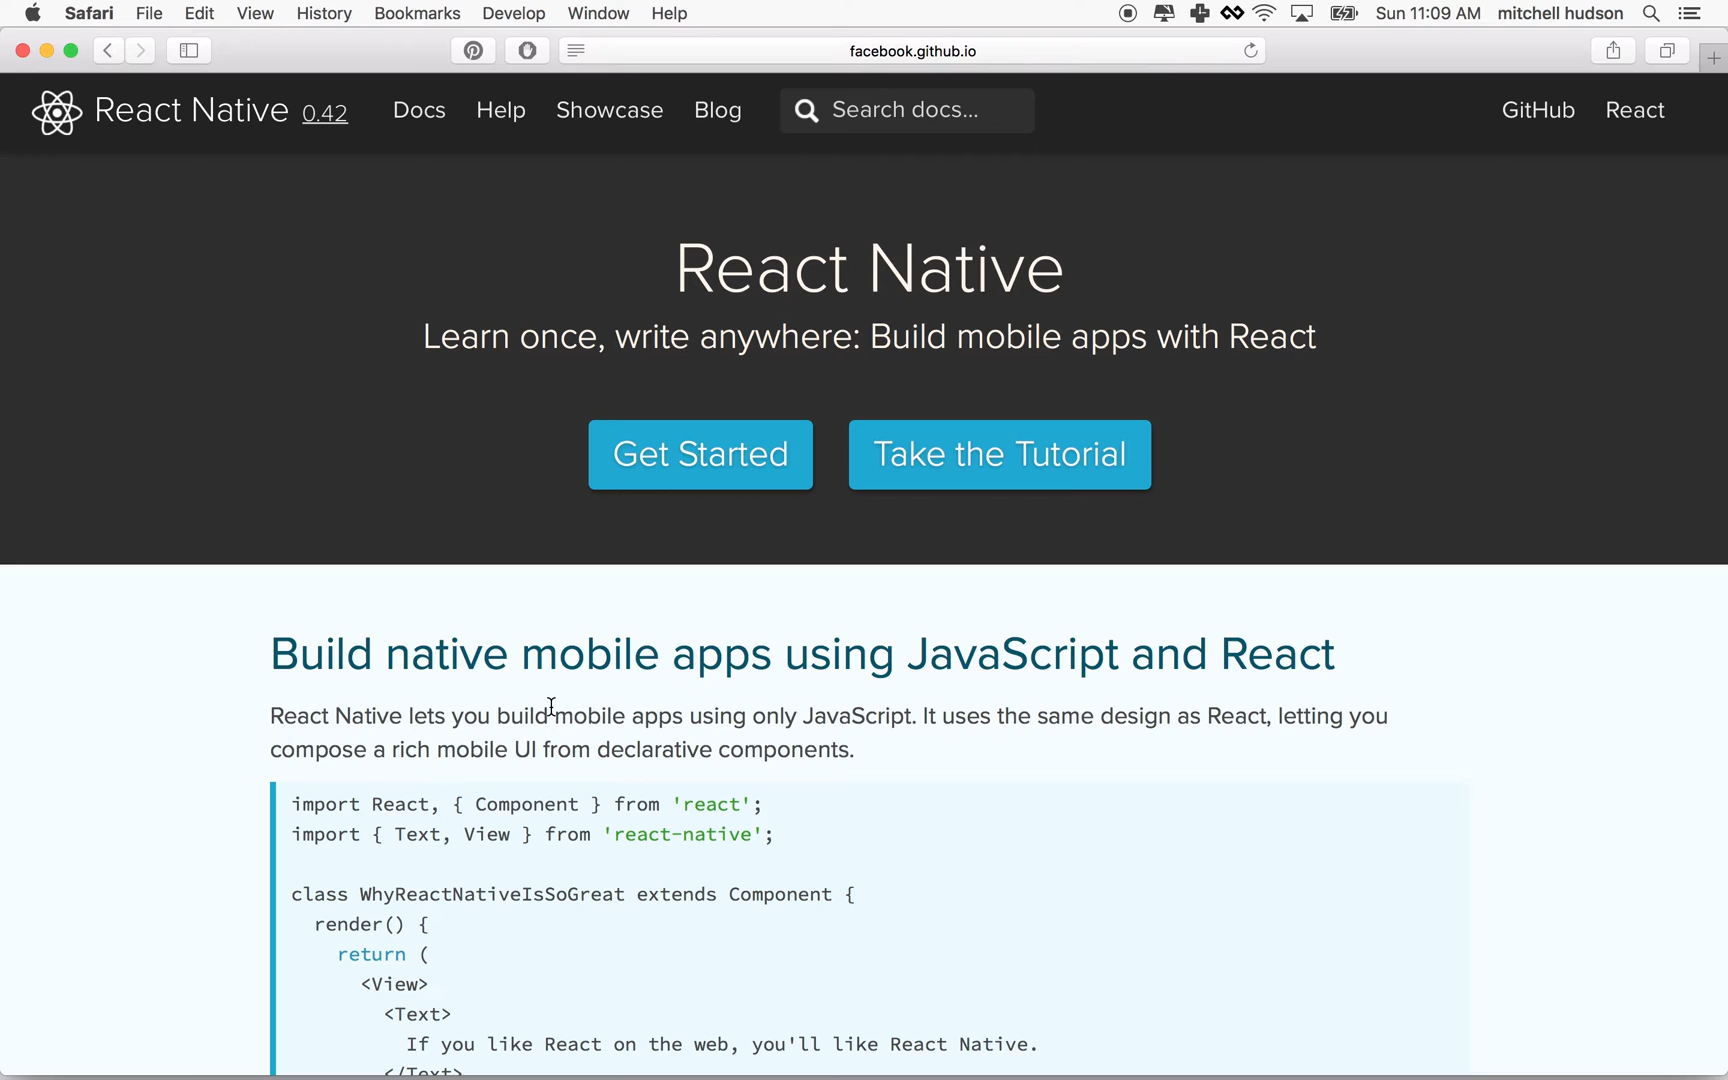 Safari File Edit View History Bookmarks Develop Window Help Sun 11:09 AM mitchell hudson
facebook.github.io
React Native 0.42 Docs Help Showcase Blog Search docs... GitHub React
React Native
Learn once, write anywhere: Build mobile apps with React
Get Started Take the Tutorial
Build native mobile apps using JavaScript and React
React Native lets you build mobile apps using only JavaScript. It uses the same design as React, letting you
compose a rich mobile UI from declarative components.
import React, { Component } from 'react';
import { Text, View } from 'react-native';
class WhyReactNativeIsSoGreat extends Component {
render() {
return (
<View>
<Text>
If you like React on the web, you'll like React Native.
</Text>